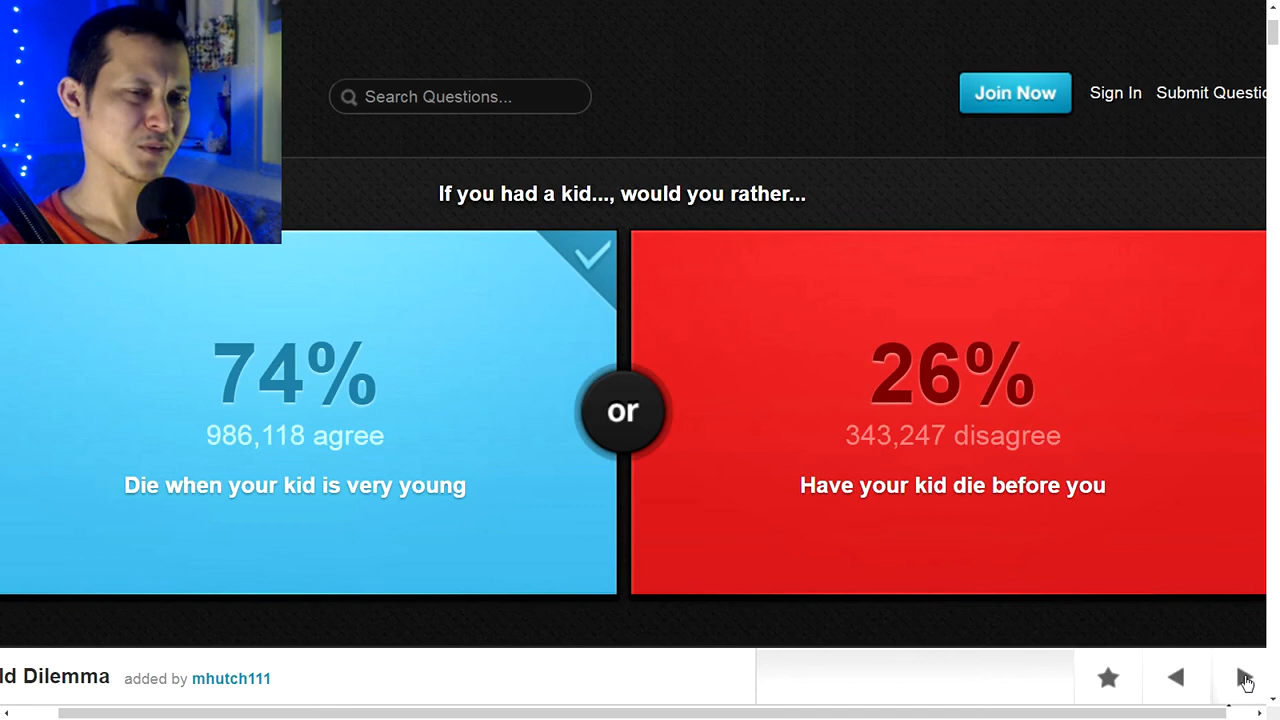 Search Questions...
Join Now
Sign In
Submit Questio
If you had a kid..., would you rather...
74%
986,118 agree
Die when your kid is very young
or
26%
343,247 disagree
Have your kid die before you
ld Dilemma
added by mhutch111